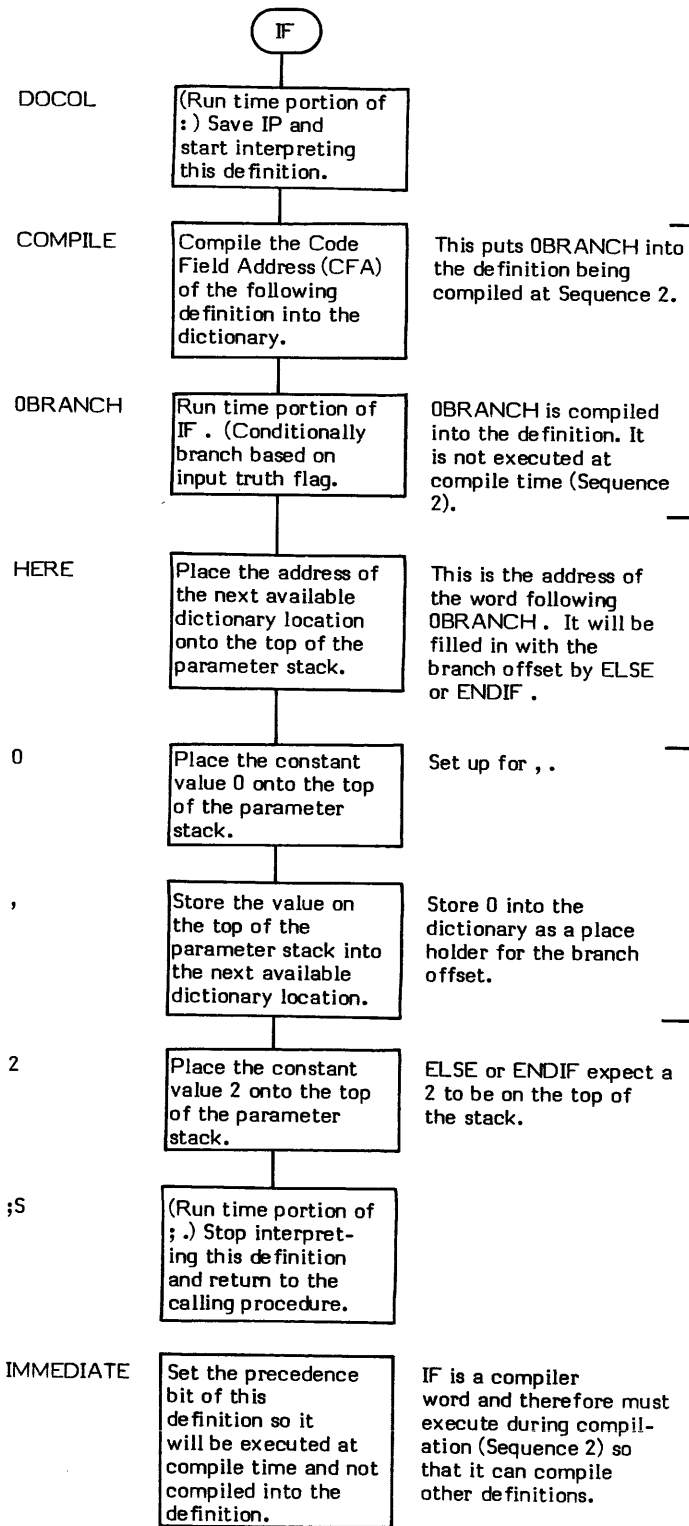 IF
DOCOL
(Run time portion of
: ) Save IP and
start interpreting
this definition.
COMPILE
Compile the Code
Field Address (CFA)
of the following
definition into the
dictionary.
This puts 0BRANCH into
the definition being
compiled at Sequence 2.
0BRANCH
Run time portion of
IF . (Conditionally
branch based on
input truth flag.
0BRANCH is compiled
into the definition. It
is not executed at
compile time (Sequence
2).
HERE
Place the address of
the next available
dictionary location
onto the top of the
parameter stack.
This is the address of
the word following
0BRANCH . It will be
filled in with the
branch offset by ELSE
or ENDIF .
0
Place the constant
value 0 onto the top
of the parameter
stack.
Set up for , .
,
Store the value on
the top of the
parameter stack into
the next available
dictionary location.
Store 0 into the
dictionary as a place
holder for the branch
offset.
2
Place the constant
value 2 onto the top
of the parameter
stack.
ELSE or ENDIF expect a
2 to be on the top of
the stack.
;S
(Run time portion of
; .) Stop interpret-
ing this definition
and return to the
calling procedure.
IMMEDIATE
Set the precedence
bit of this
definition so it
will be executed at
compile time and not
compiled into the
definition.
IF is a compiler
word and therefore must
execute during compil-
ation (Sequence 2) so
that it can compile
other definitions.